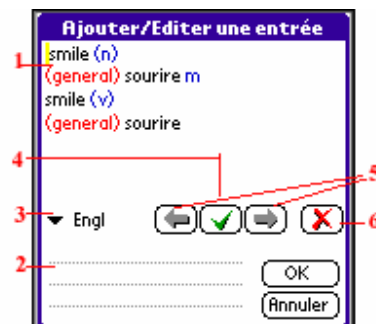 Ajouter/Editer une entrée
1
smile (n)
(general) sourire m
smile (v)
(general) sourire
4
5
3
Engl
6
2
OK
Annuler